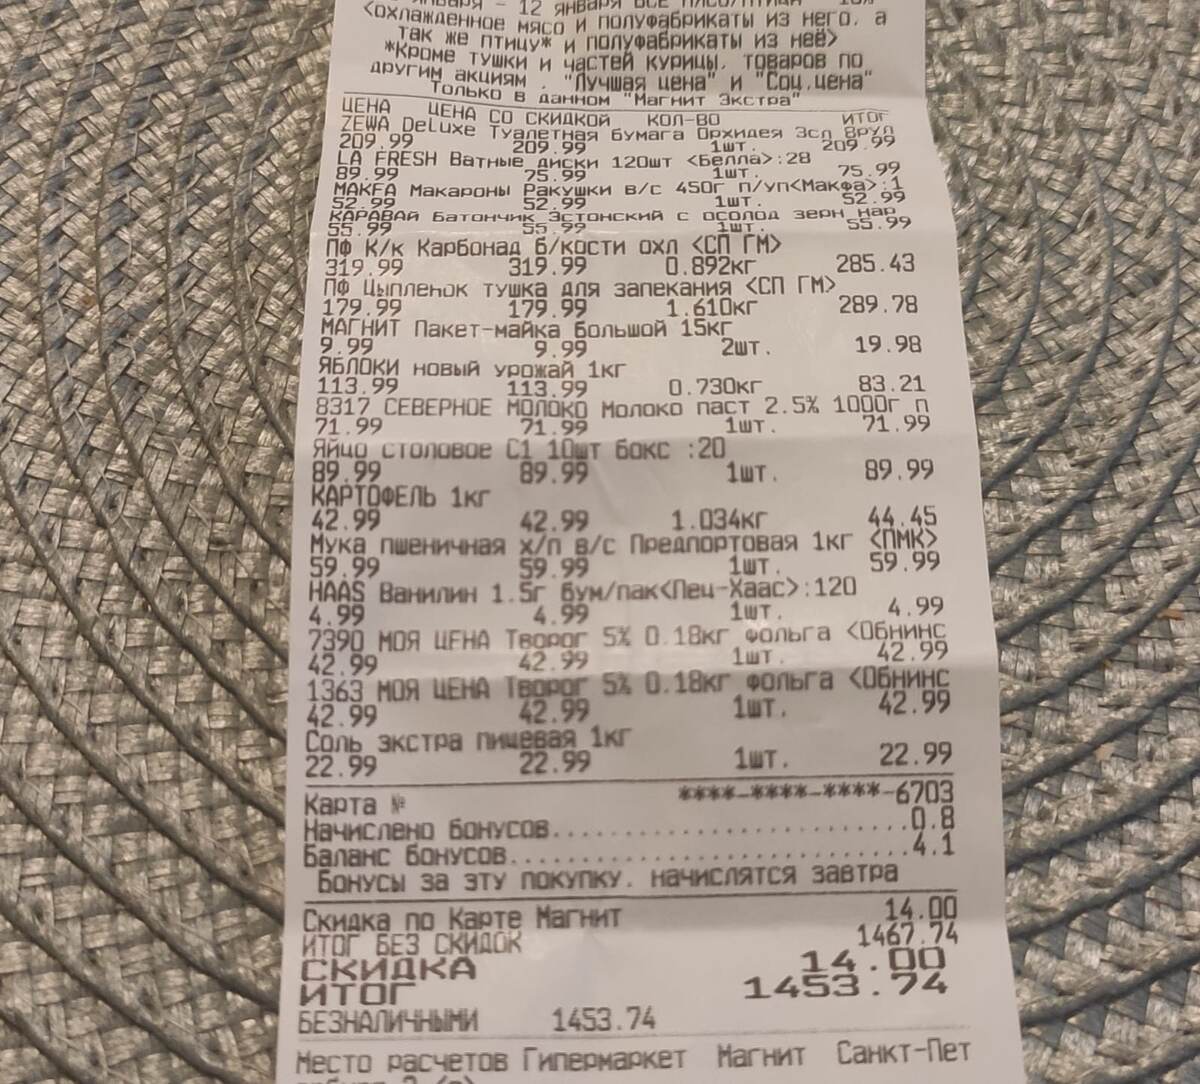 12 января
<охлажденное мясо и полуфабрикаты из него, а
так же птицу* и полуфабрикаты из неё>
*Кроме тушки и частей курицы, товаров по
другим акциям , "Лучшая цена" и "Соц.цена"
Только в данном "Магнит Экстра"
ЦЕНА ЦЕНА СО СКИДКОЙ КОЛ-ВО ИТОГ
ZEWA DeLuxe Туалетная бумага Орхидея 3сл 8рул
209.99 209.99 1шт. 209.99
LA FRESH Ватные диски 120шт <Белла>:28
89.99 75.99 1шт. 75.99
МАКFА Макароны Ракушки в/с 450г п/уп<Макфа>:1
52.99 52.99 1шт. 52.99
КАРАВАЙ Батончик Эстонский с осолод зерн нар
55.99 55.99 1шт. 55.99
ПФ К/к Карбонад б/кости охл <СП ГМ>
319.99 319.99 0.892кг 285.43
ПФ Цыпленок тушка для запекания <СП ГМ>
179.99 179.99 1.610кг 289.78
МАГНИТ Пакет-майка большой 15кг
9.99 9.99 2шт. 19.98
ЯБЛОКИ новый урожай 1кг
113.99 113.99 0.730кг 83.21
8317 СЕВЕРНОЕ МОЛОКО Молоко паст 2.5% 1000г п
71.99 71.99 1шт. 71.99
Яйцо столовое С1 10шт бокс :20
89.99 89.99 1шт. 89.99
КАРТОФЕЛЬ 1кг
42.99 42.99 1.034кг 44.45
Мука пшеничная х/п в/с Предпортовая 1кг <ПМК>
59.99 59.99 1шт. 59.99
HAAS Ванилин 1.5г бум/пак<Пец-Хаас>:120
4.99 4.99 1шт. 4.99
7390 МОЯ ЦЕНА Творог 5% 0.18кг фольга <Обнинс
42.99 42.99 1шт. 42.99
1363 МОЯ ЦЕНА Творог 5% 0.18кг фольга <Обнинс
42.99 42.99 1шт. 42.99
Соль экстра пищевая 1кг
22.99 22.99 1шт. 22.99
Карта № ****-****-****-6703
Начислено бонусов.........................0.8
Баланс бонусов............................4.1
Бонусы за эту покупку. начислятся завтра
Скидка по Карте Магнит 14.00
ИТОГ БЕЗ СКИДОК 1467.74
СКИДКА 14.00
ИТОГ 1453.74
БЕЗНАЛИЧНЫМИ 1453.74
Место расчетов Гипермаркет Магнит Санкт-Пет